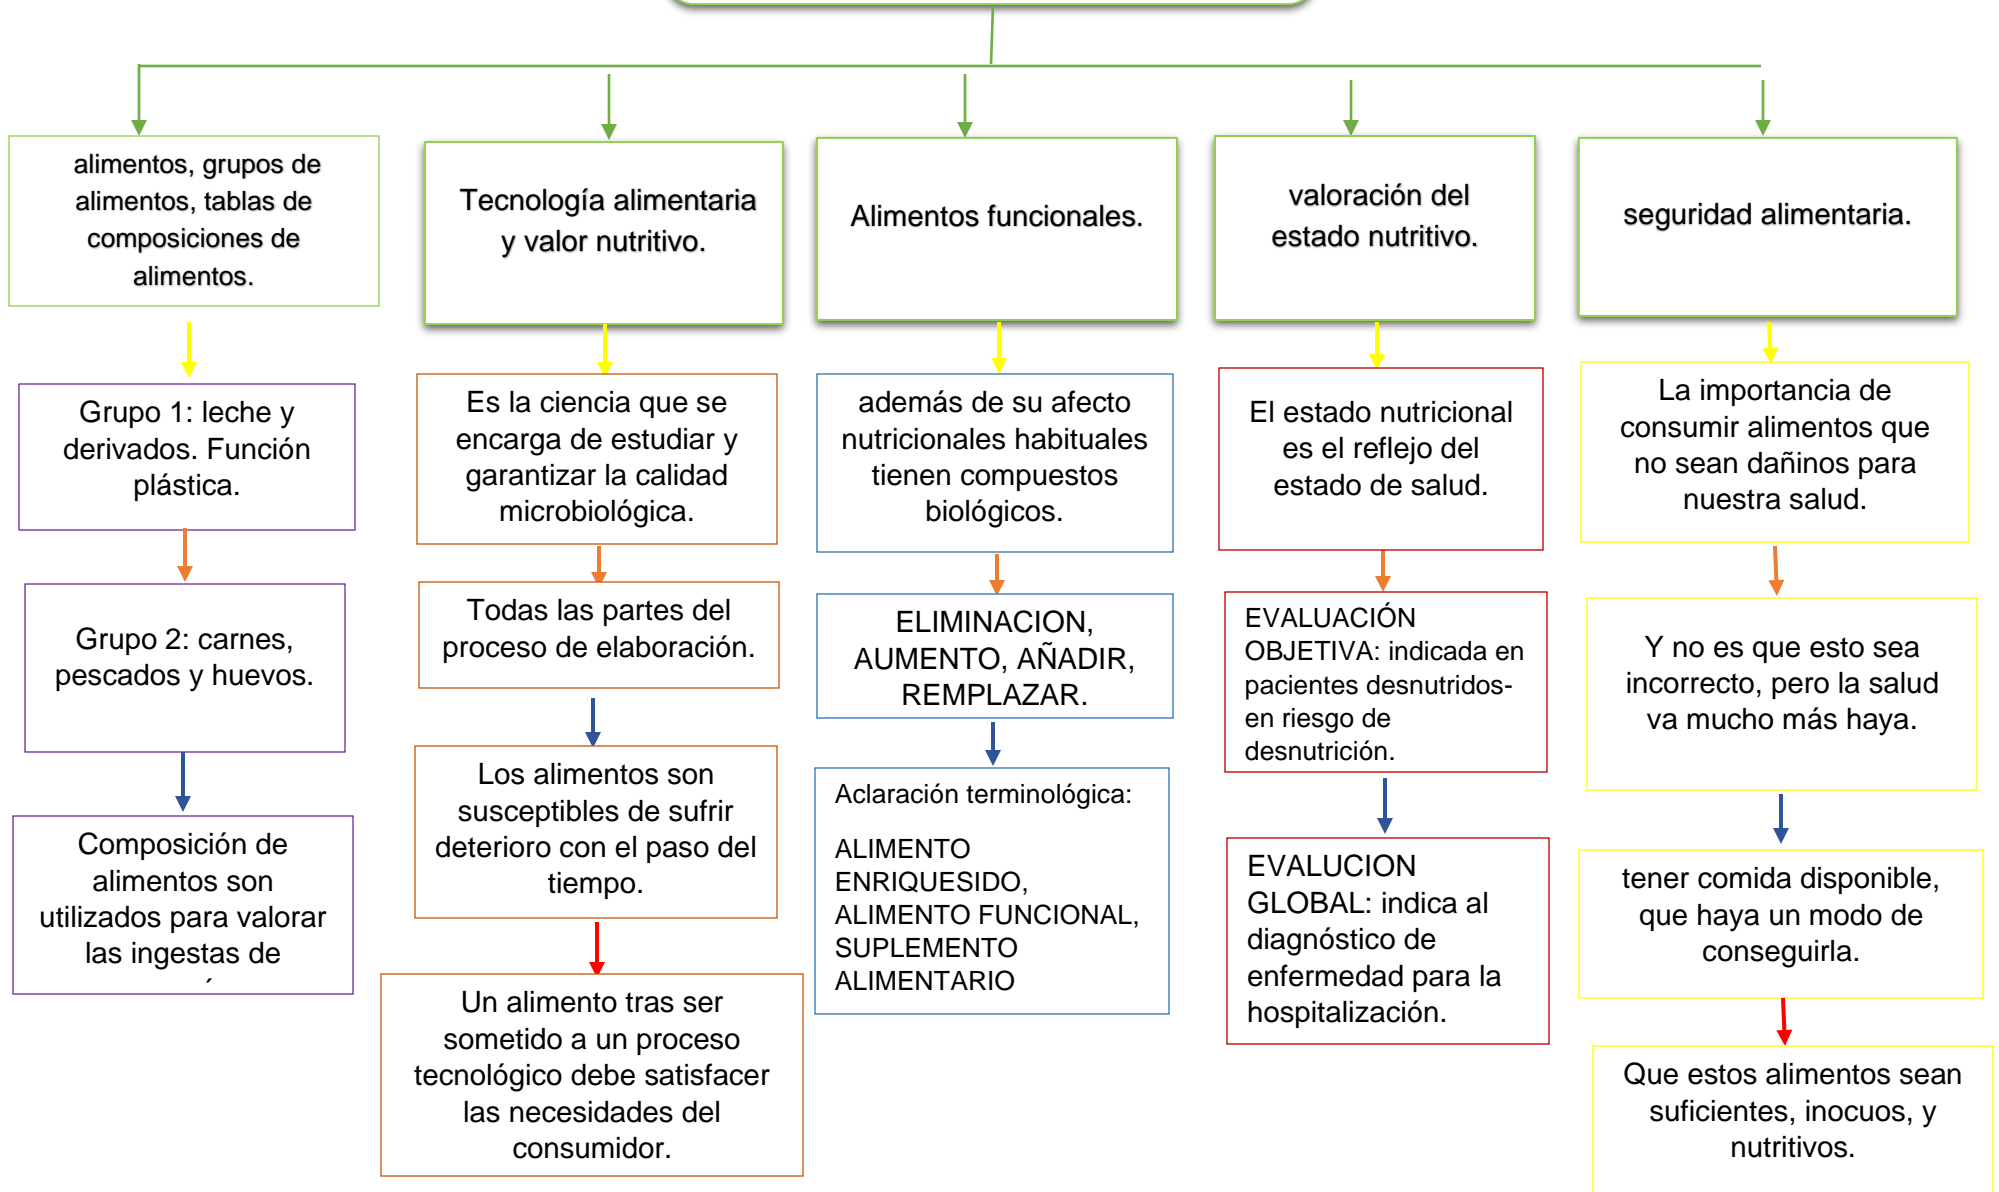 alimentos, grupos de
alimentos, tablas de
composiciones de
alimentos.
Grupo 1: leche y
derivados. Función
plástica.
Grupo 2: carnes,
pescados y huevos.
Composición de
alimentos son
utilizados para valorar
las ingestas de
Tecnología alimentaria
y valor nutritivo.
Es la ciencia que se
encarga de estudiar y
garantizar la calidad
microbiológica.
Todas las partes del
proceso de elaboración.
Los alimentos son
susceptibles de sufrir
deterioro con el paso del
tiempo.
Un alimento tras ser
sometido a un proceso
tecnológico debe satisfacer
las necesidades del
consumidor.
Alimentos funcionales.
además de su afecto
nutricionales habituales
tienen compuestos
biológicos.
ELIMINACION,
AUMENTO, AÑADIR,
REMPLAZAR.
Aclaración terminológica:
ALIMENTO
ENRIQUESIDO,
ALIMENTO FUNCIONAL,
SUPLEMENTO
ALIMENTARIO
valoración del
estado nutritivo.
El estado nutricional
es el reflejo del
estado de salud.
EVALUACIÓN
OBJETIVA: indicada en
pacientes desnutridos-
en riesgo de
desnutrición.
EVALUCION
GLOBAL: indica al
diagnóstico de
enfermedad para la
hospitalización.
seguridad alimentaria.
La importancia de
consumir alimentos que
no sean dañinos para
nuestra salud.
Y no es que esto sea
incorrecto, pero la salud
va mucho más haya.
tener comida disponible,
que haya un modo de
conseguirla.
Que estos alimentos sean
suficientes, inocuos, y
nutritivos.